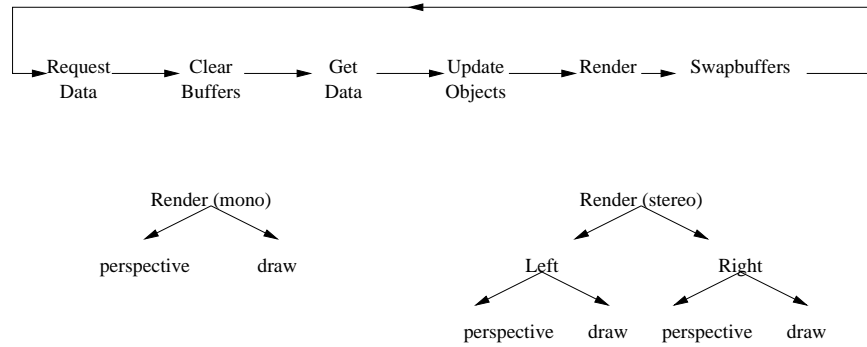 Request Clear Get Update Render Swapbuffers
Data Buffers Data Objects
Render (mono) Render (stereo)
perspective draw Left Right
perspective draw perspective draw